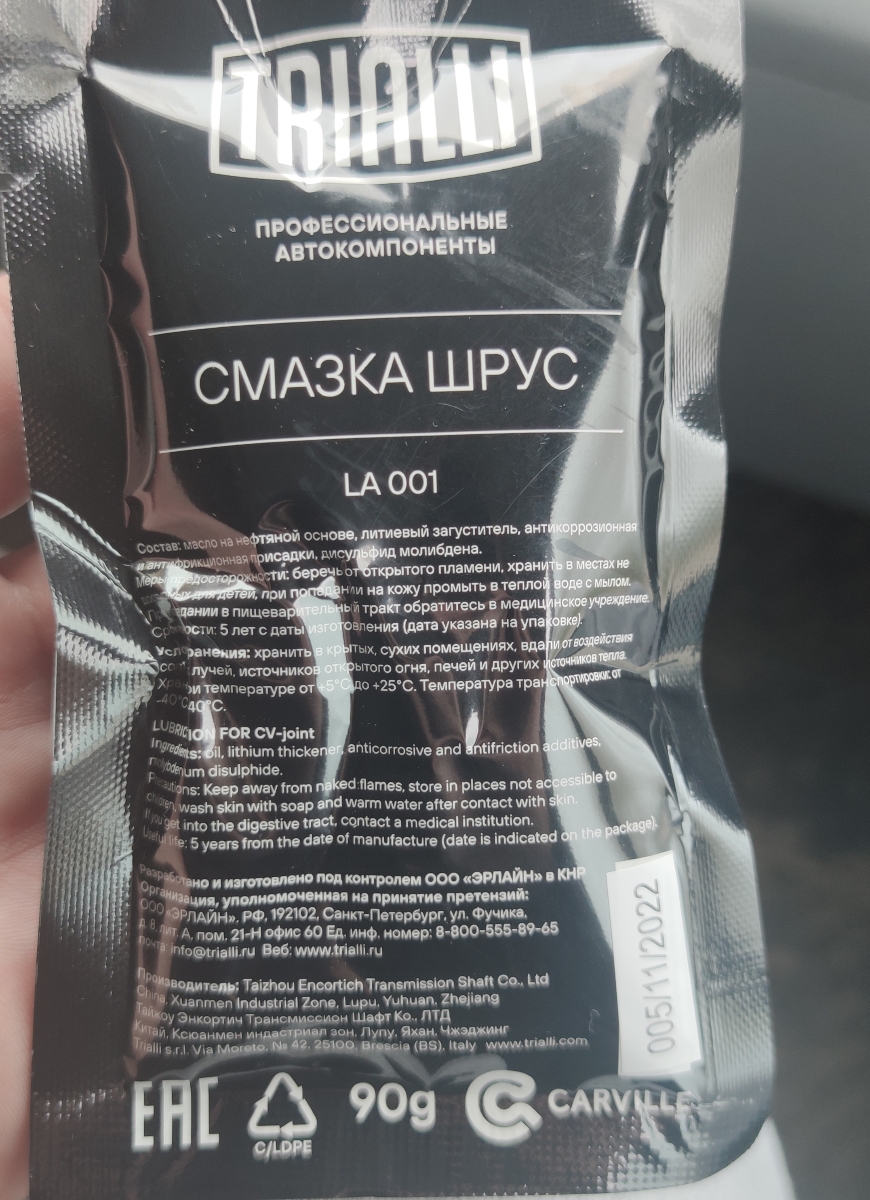 TRIALLI
ПРОФЕССИОНАЛЬНЫЕ
АВТОКОМПОНЕНТЫ
СМАЗКА ШРУС
LA 001
Состав: масло на нефтяной основе, литиевый загуститель, антикоррозионная
и антифрикционная присадки, дисульфид молибдена.
Меры предосторожности: беречь от открытого пламени, хранить в местах не
для детей, при попадании на кожу промыть в теплой воде с мылом.
в пищеварительный тракт обратитесь в медицинское учреждение.
5 лет с даты изготовления (дата указана на упаковке).
хранить в крытых, сухих помещениях, вдали от воздействия
лучей, источников открытого огня, печей и других источников тепла.
температуре от +5°C до +25°C. Температура транспортировки: от
-40°C 40°C.
FOR CV-joint
oil, lithium thickener, anticorrosive and antifriction additives,
disulphide.
Keep away from naked flames, store in places not accessible to
wash skin with soap and warm water after contact with skin.
If you get into the digestive tract, contact a medical institution.
Useful life: 5 years from the date of manufacture (date is indicated on the package).
Разработано и изготовлено под контролем ООО «ЭРЛАЙН» в КНР
Организация, уполномоченная на принятие претензий:
ООО «ЭРЛАЙН». РФ, 192102, Санкт-Петербург, ул. Фучика,
д. 8, лит. А, пом. 21-Н офис 60 Ед. инф. номер: 8-800-555-89-65
почта: info@trialli.ru Веб: www.trialli.ru
Производитель: Taizhou Encortich Transmission Shaft Co., Ltd
China, Xuanmen Industrial Zone, Lupu, Yuhuan, Zhejiang
Тайжоу Энкортич Трансмиссион Шафт Ко., ЛТД
Китай, Ксюанмен индастриал зон, Лупу, Яхан, Чжэджинг
Trialli s.r.l. Via Moreto, № 42, 25100, Brescia (BS), Italy www.trialli.com
005/11/2022
EAC
C/LDPE
90g
CARVILLE